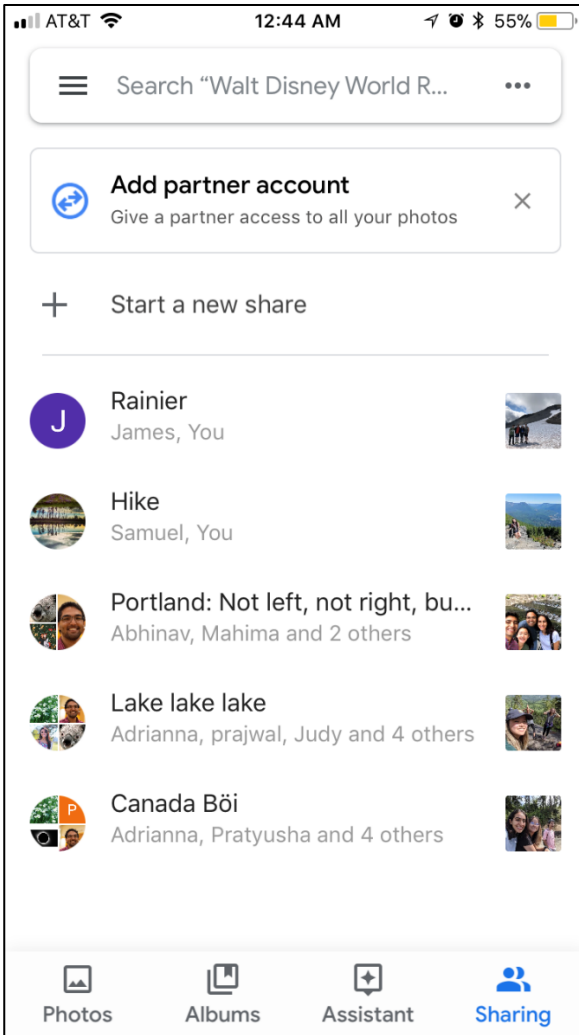 AT&T 12:44 AM 55%
Search “Walt Disney World R...
Add partner account
Give a partner access to all your photos
Start a new share
J
Rainier
James, You
Hike
Samuel, You
Portland: Not left, not right, bu...
Abhinav, Mahima and 2 others
Lake lake lake
Adrianna, prajwal, Judy and 4 others
P
Canada Böi
Adrianna, Pratyusha and 4 others
Photos Albums Assistant Sharing